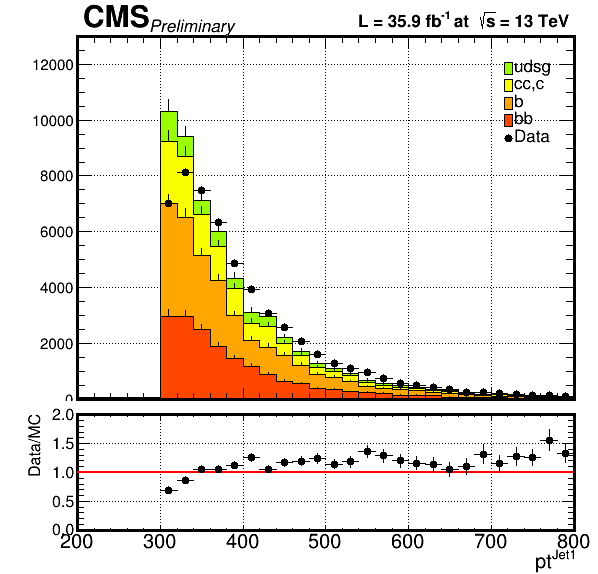 CMS Preliminary L = 35.9 fb⁻¹ at √s = 13 TeV
12000
10000
8000
6000
4000
2000
0
udsg
cc,c
b
bb
Data
Data/MC
2.0
1.5
1.0
0.5
0.0
200 300 400 500 600 700 800
pt^Jet1